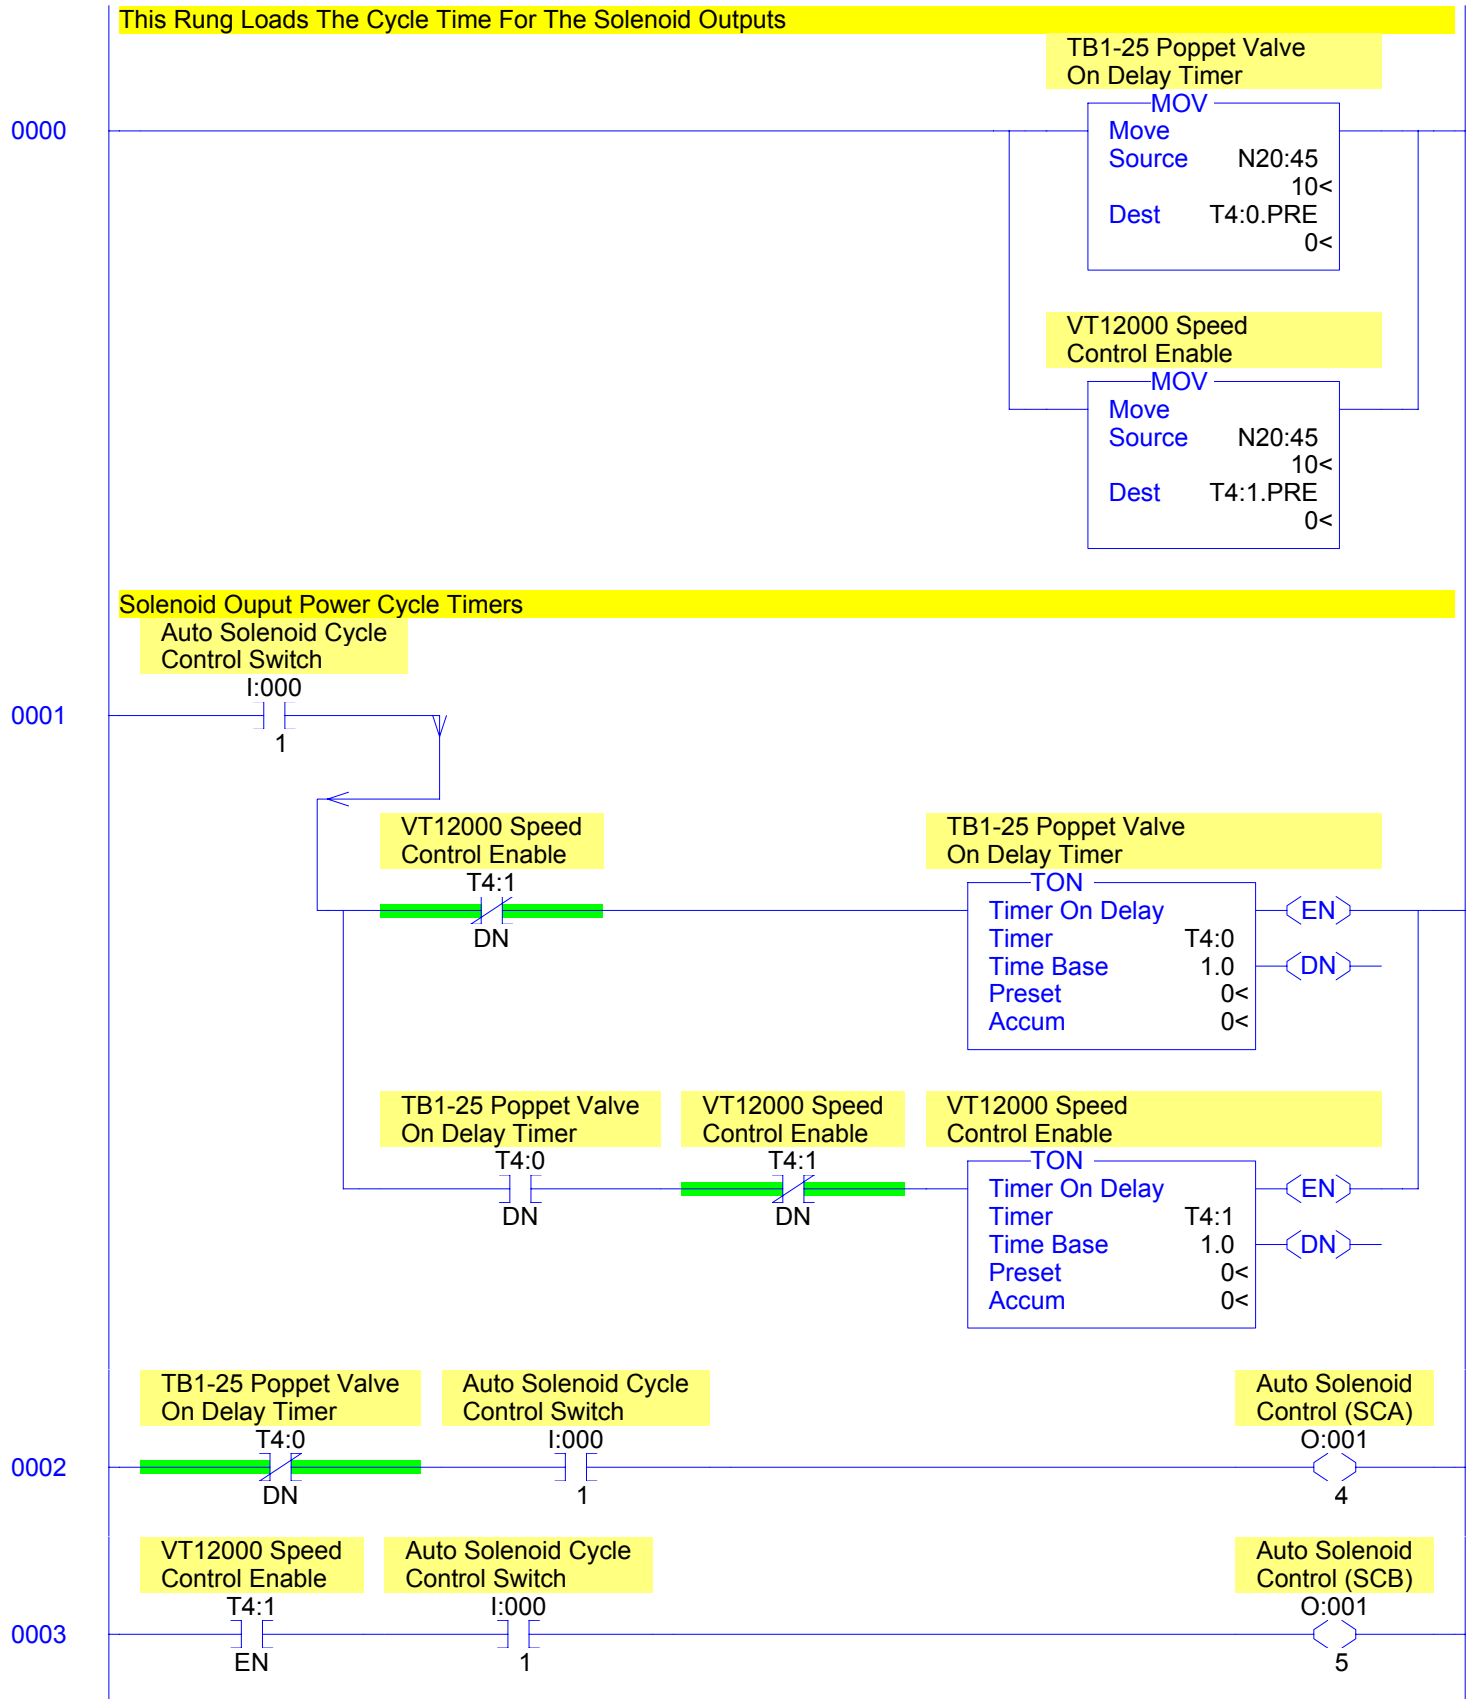 This Rung Loads The Cycle Time For The Solenoid Outputs
TB1-25 Poppet Valve
On Delay Timer
MOV
0000
Move
Source N20:45
10<
Dest T4:0.PRE
0<
VT12000 Speed
Control Enable
MOV
Move
Source N20:45
10<
Dest T4:1.PRE
0<
Solenoid Ouput Power Cycle Timers
Auto Solenoid Cycle
Control Switch
I:000
0001
1
VT12000 Speed
Control Enable
T4:1
DN
TB1-25 Poppet Valve
On Delay Timer
TON
Timer On Delay
EN
Timer T4:0
Time Base 1.0
DN
Preset 0<
Accum 0<
TB1-25 Poppet Valve
On Delay Timer
T4:0
DN
VT12000 Speed
Control Enable
T4:1
DN
VT12000 Speed
Control Enable
TON
Timer On Delay
EN
Timer T4:1
Time Base 1.0
DN
Preset 0<
Accum 0<
TB1-25 Poppet Valve
On Delay Timer
T4:0
0002
DN
Auto Solenoid Cycle
Control Switch
I:000
1
Auto Solenoid
Control (SCA)
O:001
4
VT12000 Speed
Control Enable
T4:1
0003
EN
Auto Solenoid Cycle
Control Switch
I:000
1
Auto Solenoid
Control (SCB)
O:001
5